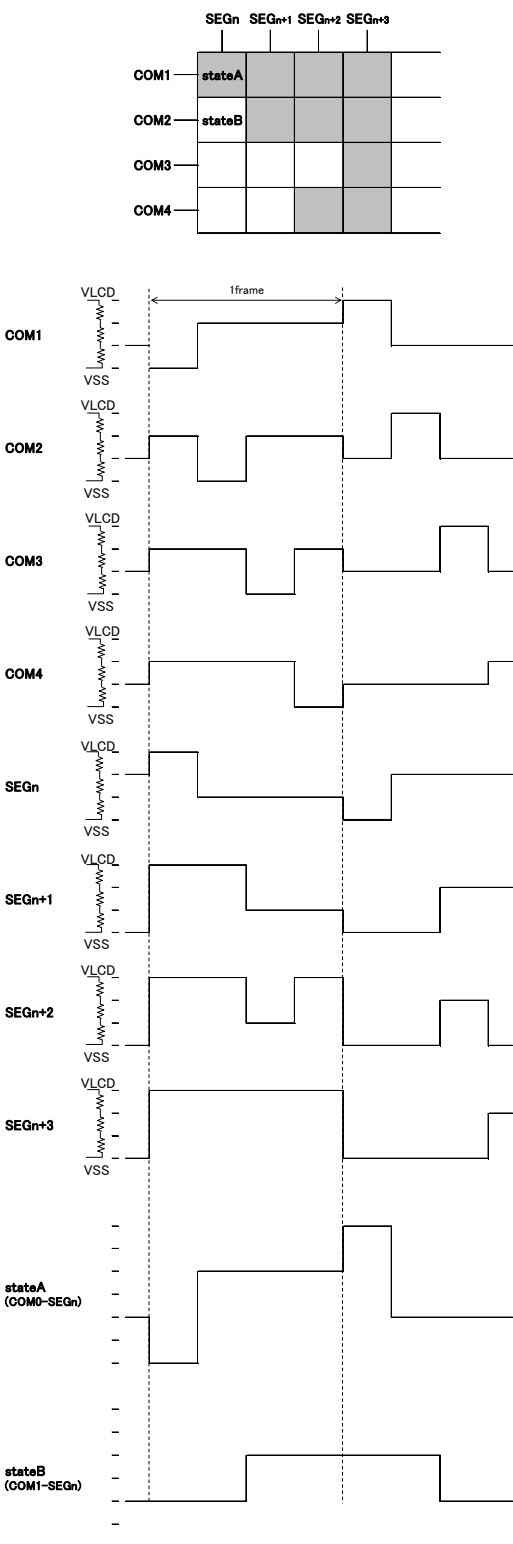 SEGn SEGn+1 SEGn+2 SEGn+3
COM1 stateA
COM2 stateB
COM3
COM4
VLCD
1frame
COM1
VSS
VLCD
COM2
VSS
VLCD
COM3
VSS
VLCD
COM4
VSS
VLCD
SEGn
VSS
VLCD
SEGn+1
VSS
VLCD
SEGn+2
VSS
VLCD
SEGn+3
VSS
stateA
(COM0-SEGn)
stateB
(COM1-SEGn)